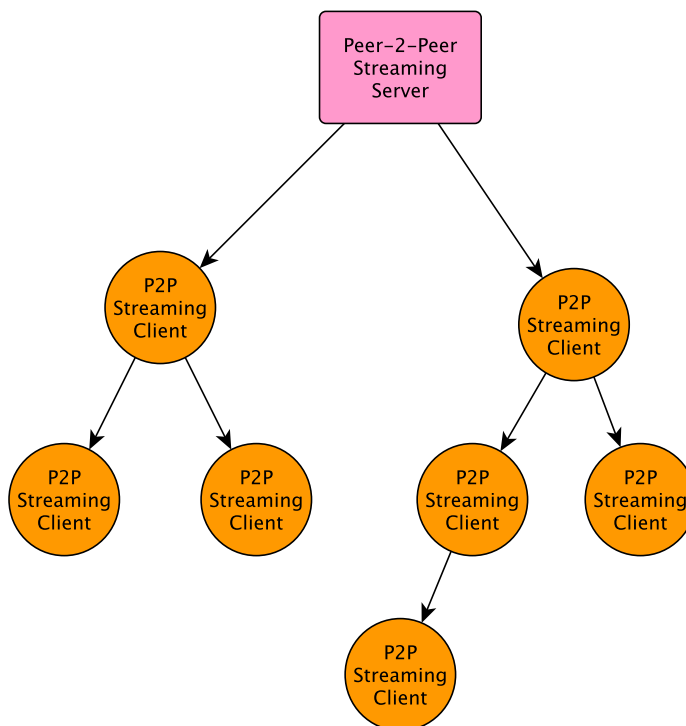 Peer-2-Peer
Streaming
Server
P2P
Streaming
Client
P2P
Streaming
Client
P2P
Streaming
Client
P2P
Streaming
Client
P2P
Streaming
Client
P2P
Streaming
Client
P2P
Streaming
Client